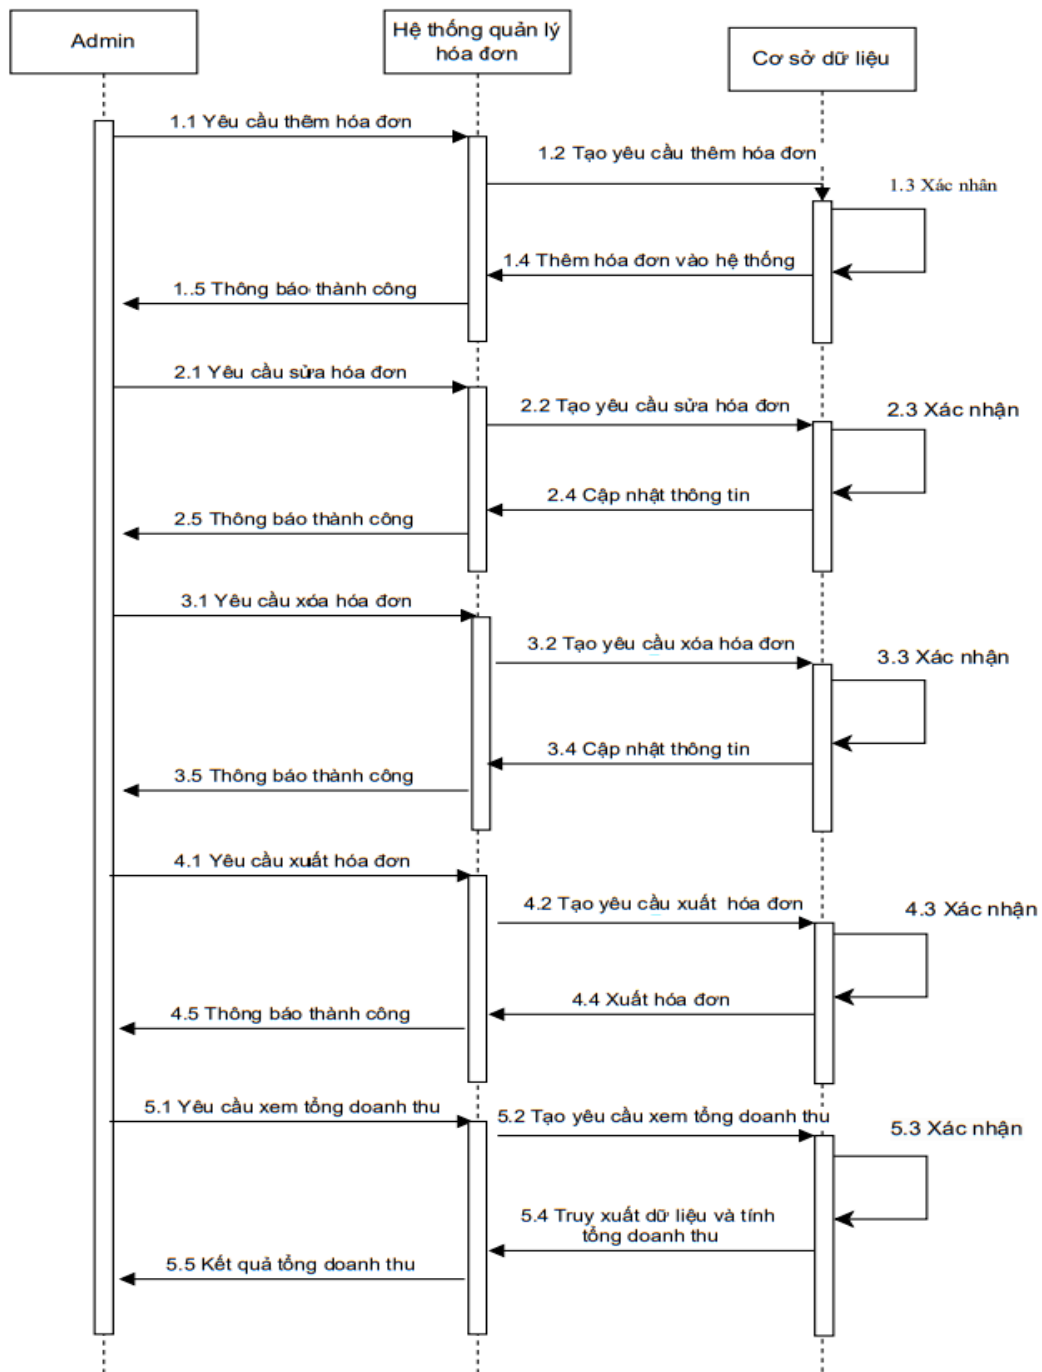 Admin
Hệ thống quản lý
hóa đơn
Cơ sở dữ liệu
1.1 Yêu cầu thêm hóa đơn
1.2 Tạo yêu cầu thêm hóa đơn
1.3 Xác nhân
1.4 Thêm hóa đơn vào hệ thống
1..5 Thông báo thành công
2.1 Yêu cầu sửa hóa đơn
2.2 Tạo yêu cầu sửa hóa đơn
2.3 Xác nhận
2.4 Cập nhật thông tin
2.5 Thông báo thành công
3.1 Yêu cầu xóa hóa đơn
3.2 Tạo yêu cầu xóa hóa đơn
3.3 Xác nhận
3.4 Cập nhật thông tin
3.5 Thông báo thành công
4.1 Yêu cầu xuất hóa đơn
4.2 Tạo yêu cầu xuất hóa đơn
4.3 Xác nhận
4.4 Xuất hóa đơn
4.5 Thông báo thành công
5.1 Yêu cầu xem tổng doanh thu
5.2 Tạo yêu cầu xem tổng doanh thu
5.3 Xác nhận
5.4 Truy xuất dữ liệu và tính
tổng doanh thu
5.5 Kết quả tổng doanh thu